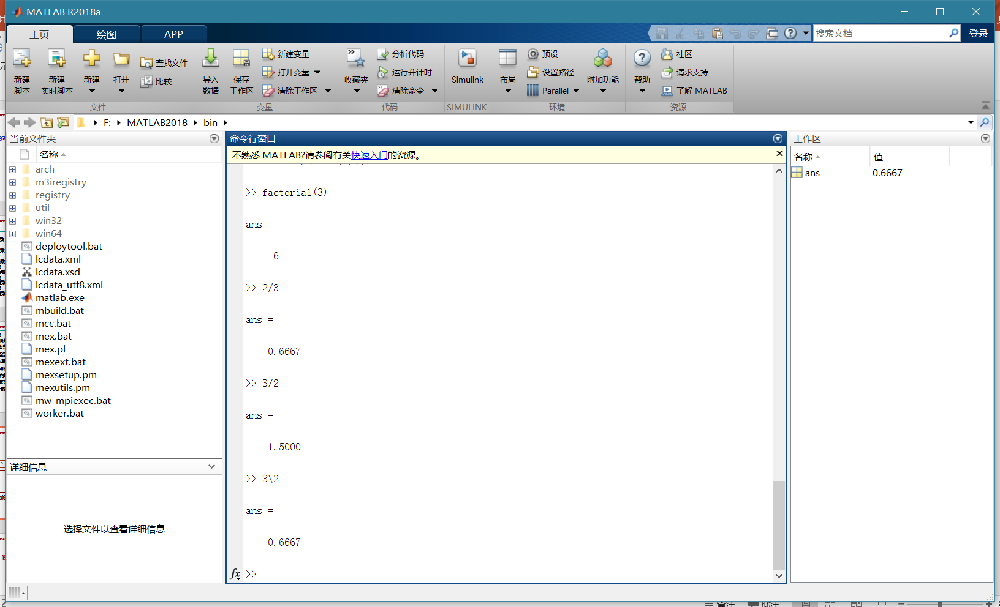 MATLAB R2018a
主页 绘图 APP
搜索文档
登录
新建脚本
新建实时脚本
新建
打开
查找文件
比较
文件
导入数据
保存工作区
新建变量
打开变量
清除工作区
变量
收藏夹
分析代码
运行并计时
清除命令
代码
Simulink
SIMULINK
布局
预设
设置路径
Parallel
附加功能
环境
帮助
社区
请求支持
了解 MATLAB
资源
F: MATLAB2018 bin
当前文件夹
名称
arch
m3iregistry
registry
util
win32
win64
deploytool.bat
lcdata.xml
lcdata.xsd
lcdata_utf8.xml
matlab.exe
mbuild.bat
mcc.bat
mex.bat
mex.pl
mexext.bat
mexsetup.pm
mexutils.pm
mw_mpiexec.bat
worker.bat
详细信息
选择文件以查看详细信息
命令行窗口
不熟悉 MATLAB?请参阅有关快速入门的资源。
>> factorial(3)
ans =
6
>> 2/3
ans =
0.6667
>> 3/2
ans =
1.5000
>> 3\2
ans =
0.6667
fx >>
工作区
名称 值
ans 0.6667
备注 批注